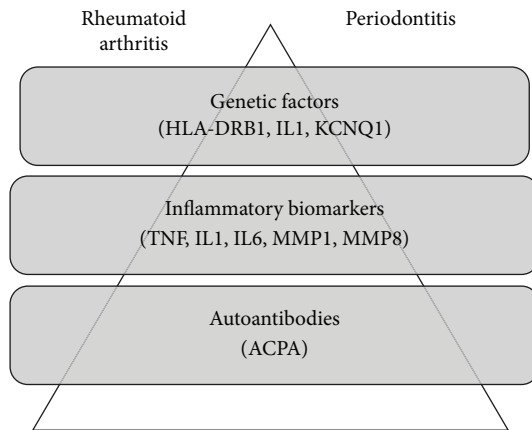 Rheumatoid
arthritis
Periodontitis
Genetic factors
(HLA-DRB1, IL1, KCNQ1)
Inflammatory biomarkers
(TNF, IL1, IL6, MMP1, MMP8)
Autoantibodies
(ACPA)